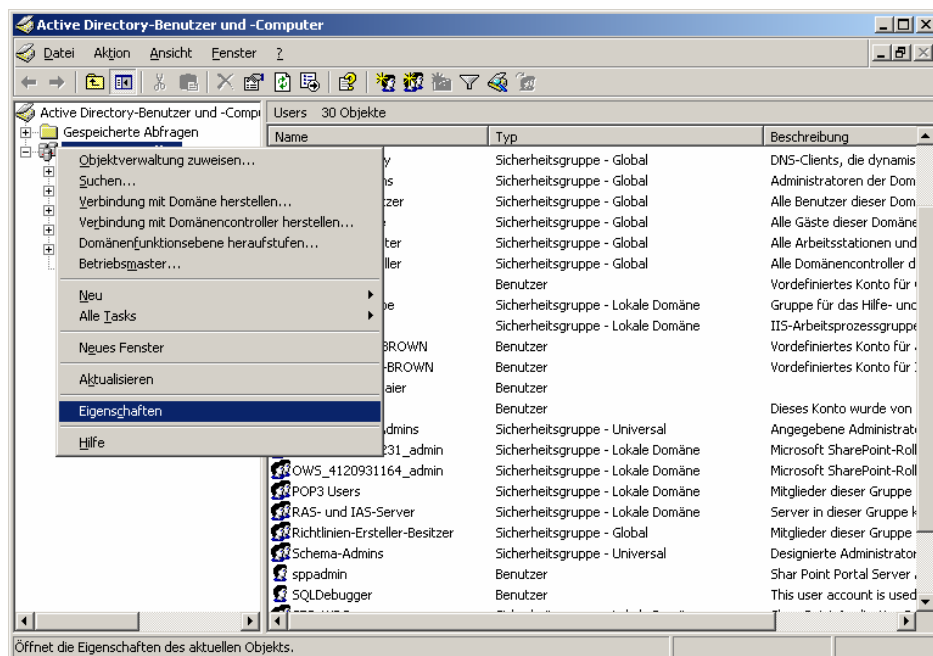 Active Directory-Benutzer und -Computer
Datei Aktion Ansicht Fenster ?
Active Directory-Benutzer und -Comp
Gespeicherte Abfragen
Users 30 Objekte
Name Typ Beschreibung
Objektverwaltung zuweisen...
Suchen...
Verbindung mit Domäne herstellen...
Verbindung mit Domänencontroller herstellen...
Domänenfunktionsebene heraufstufen...
Betriebsmaster...
Neu
Alle Tasks
Neues Fenster
Aktualisieren
Eigenschaften
Hilfe
y Sicherheitsgruppe - Global DNS-Clients, die dynamis
ns Sicherheitsgruppe - Global Administratoren der Dom
tzer Sicherheitsgruppe - Global Alle Benutzer dieser Dom
Sicherheitsgruppe - Global Alle Gäste dieser Domäne
ter Sicherheitsgruppe - Global Alle Arbeitsstationen und
ller Sicherheitsgruppe - Global Alle Domänencontroller d
Benutzer Vordefiniertes Konto für
pe Sicherheitsgruppe - Lokale Domäne Gruppe für das Hilfe- und
Sicherheitsgruppe - Lokale Domäne IIS-Arbeitsprozessgruppe
BROWN Benutzer Vordefiniertes Konto für
-BROWN Benutzer Vordefiniertes Konto für
aier Benutzer
Benutzer Dieses Konto wurde von
dmins Sicherheitsgruppe - Universal Angegebene Administrat
231_admin Sicherheitsgruppe - Lokale Domäne Microsoft SharePoint-Roll
OWS_4120931164_admin Sicherheitsgruppe - Lokale Domäne Microsoft SharePoint-Roll
POP3 Users Sicherheitsgruppe - Lokale Domäne Mitglieder dieser Gruppe
RAS- und IAS-Server Sicherheitsgruppe - Lokale Domäne Server in dieser Gruppe k
Richtlinien-Ersteller-Besitzer Sicherheitsgruppe - Global Mitglieder dieser Gruppe
Schema-Admins Sicherheitsgruppe - Universal Designierte Administrator
sppadmin Benutzer Shar Point Portal Server
SQLDebugger Benutzer This user account is used
Öffnet die Eigenschaften des aktuellen Objekts.